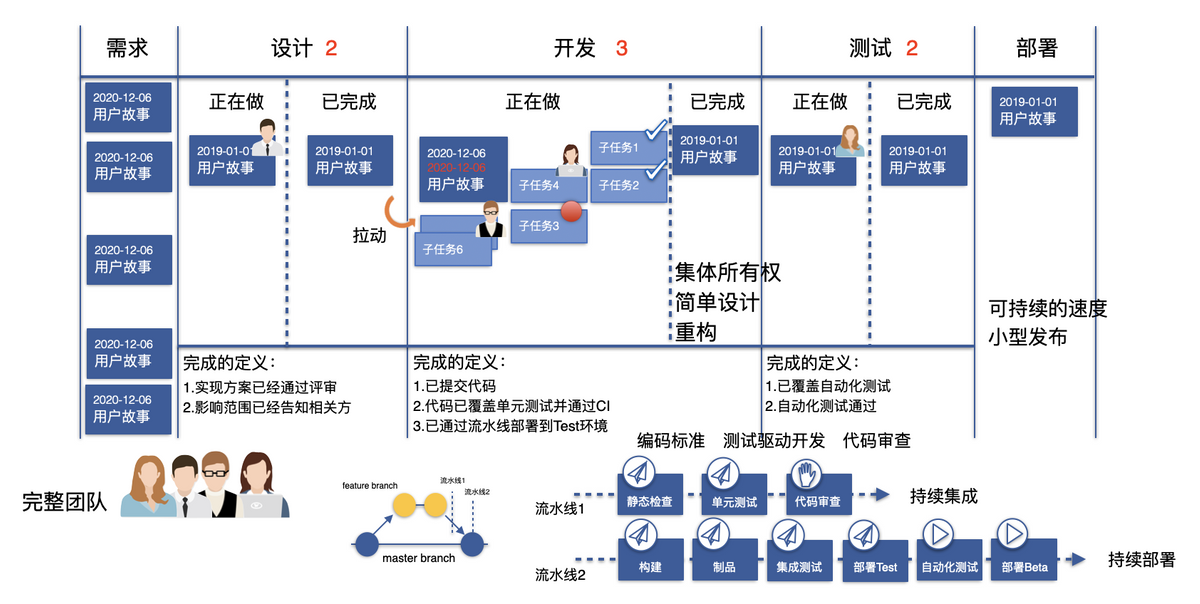 需求
设计 2
开发 3
测试 2
部署
2020-12-06
用户故事
2020-12-06
用户故事
2020-12-06
用户故事
2020-12-06
用户故事
2020-12-06
用户故事
正在做
已完成
2019-01-01
用户故事
2019-01-01
用户故事
正在做
已完成
拉动
2020-12-06
2020-12-08
用户故事
子任务1
子任务4
子任务2
子任务3
子任务6
2019-01-01
用户故事
集体所有权
简单设计
重构
正在做
已完成
2019-01-01
用户故事
2019-01-01
用户故事
2019-01-01
用户故事
可持续的速度
小型发布
完成的定义：
1.实现方案已经通过评审
2.影响范围已经告知相关方
完成的定义：
1.已提交代码
2.代码已覆盖单元测试并通过CI
3.已通过流水线部署到Test环境
完成的定义：
1.已覆盖自动化测试
2.自动化测试通过
编码标准 测试驱动开发 代码审查
完整团队
feature branch
流水线1
流水线2
master branch
流水线1
静态检查
单元测试
代码审查
持续集成
流水线2
构建
制品
集成测试
部署Test
自动化测试
部署Beta
持续部署